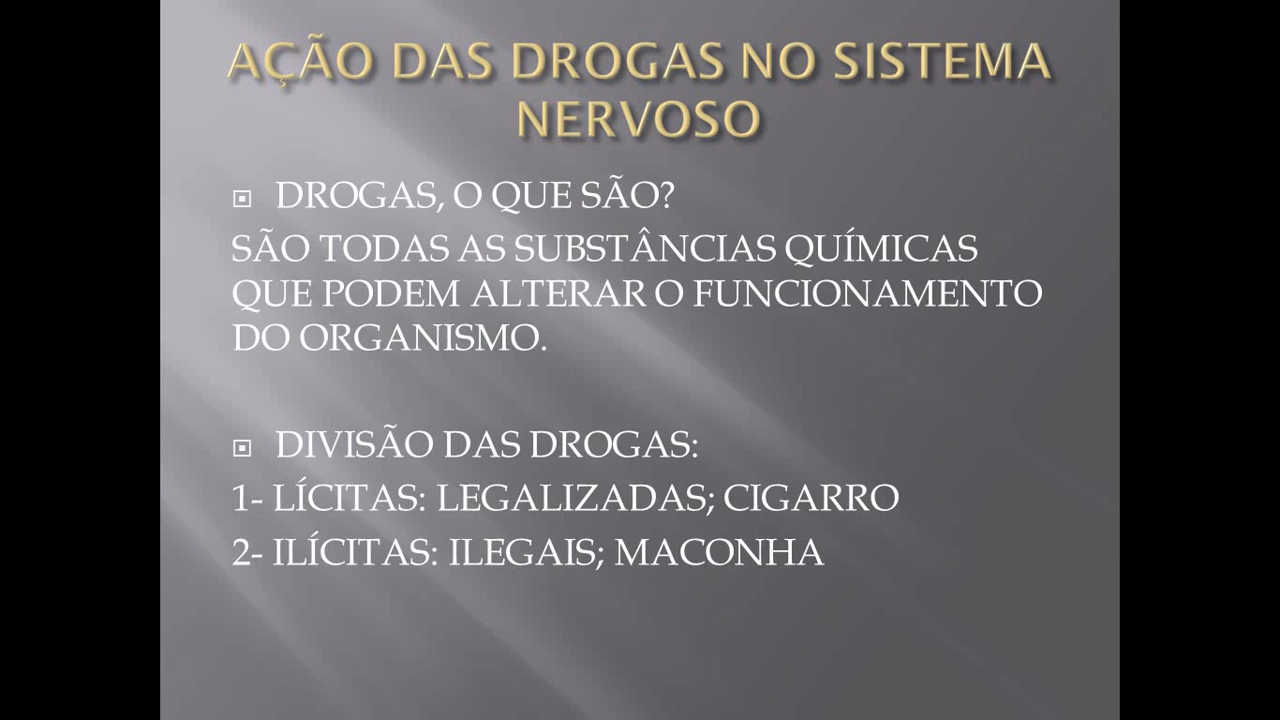 AÇÃO DAS DROGAS NO SISTEMA
NERVOSO
DROGAS, O QUE SÃO?
SÃO TODAS AS SUBSTÂNCIAS QUÍMICAS
QUE PODEM ALTERAR O FUNCIONAMENTO
DO ORGANISMO.
DIVISÃO DAS DROGAS:
1- LÍCITAS: LEGALIZADAS; CIGARRO
2- ILÍCITAS: ILEGAIS; MACONHA